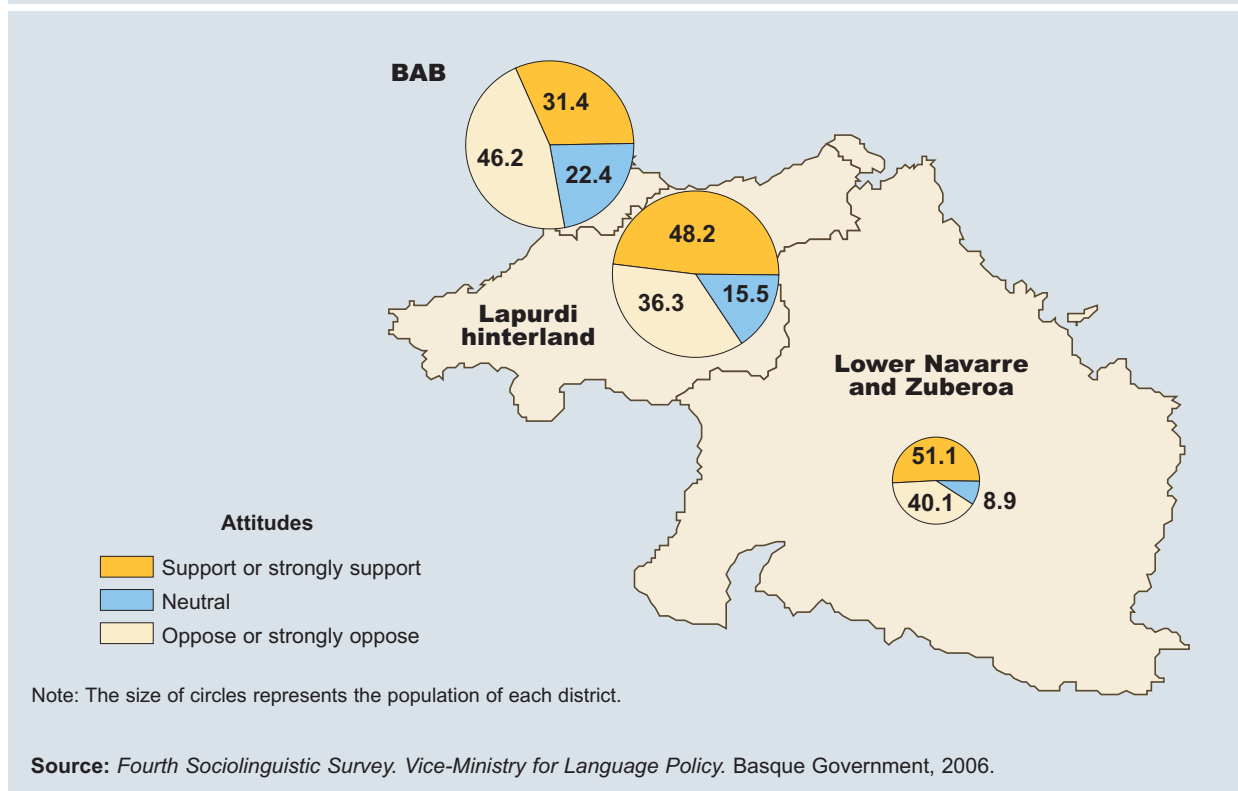 BAB
31.4
46.2
22.4
48.2
36.3
15.5
Lapurdi
hinterland
Lower Navarre
and Zuberoa
51.1
40.1
8.9
Attitudes
Support or strongly support
Neutral
Oppose or strongly oppose
Note: The size of circles represents the population of each district.
Source: Fourth Sociolinguistic Survey. Vice-Ministry for Language Policy. Basque Government, 2006.